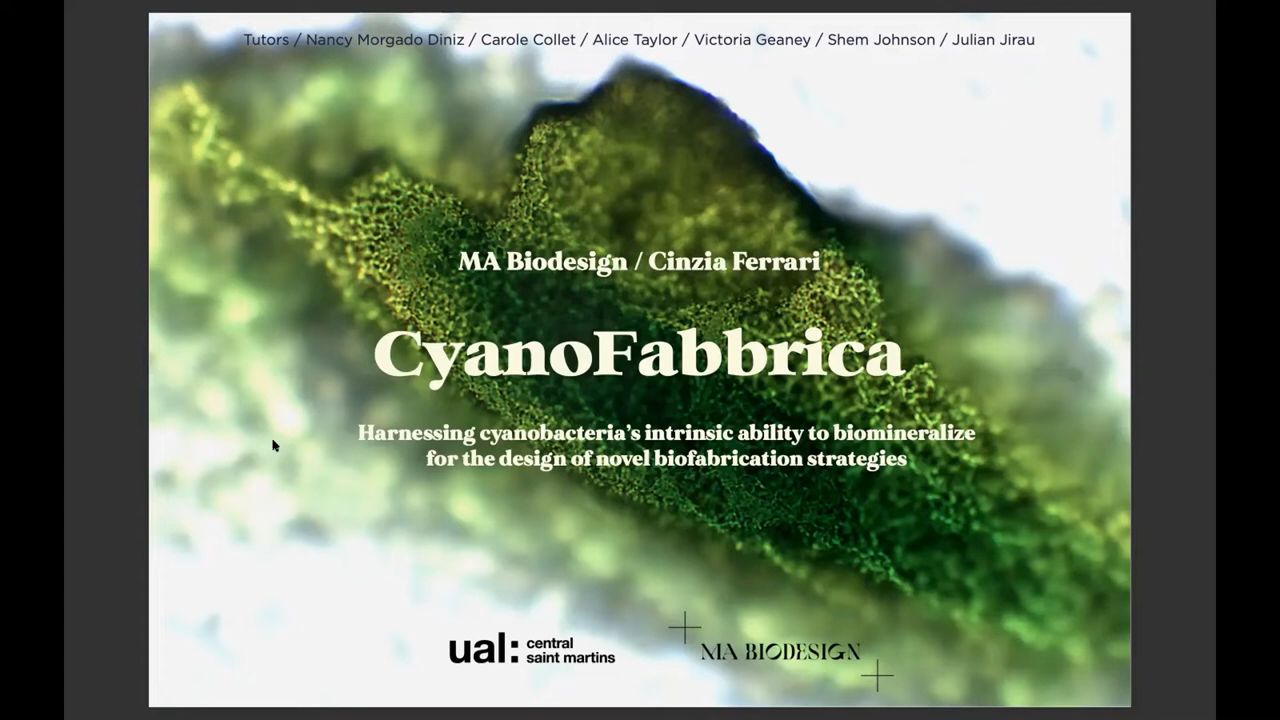 Tutors / Nancy Morgado Diniz / Carole Collet / Alice Taylor / Victoria Geaney / Shem Johnson / Julian Jirau
MA Biodesign / Cinzia Ferrari
CyanoFabbrica
Harnessing cyanobacteria’s intrinsic ability to biomineralize
for the design of novel biofabrication strategies
ual: central
saint martins
MA BIODESIGN